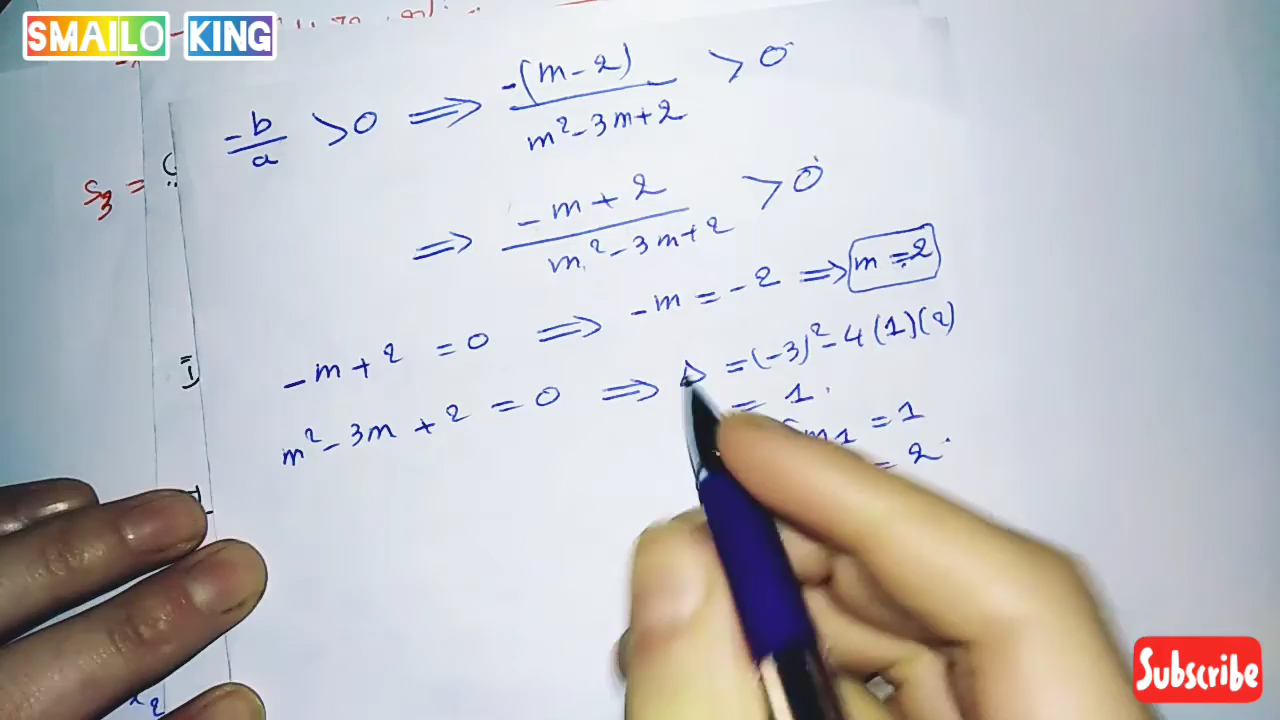 SMAILO KING
-b/a > 0 ⟹ -(m-2)/(m²-3m+2) > 0
S3 =
⟹ (-m+2)/(m²-3m+2) > 0
-m+2 = 0 ⟹ -m = -2 ⟹ m = 2
m²-3m+2 = 0 ⟹ Δ = (-3)²-4(1)(2)
= 1
m1 = 1
= 2
Subscribe